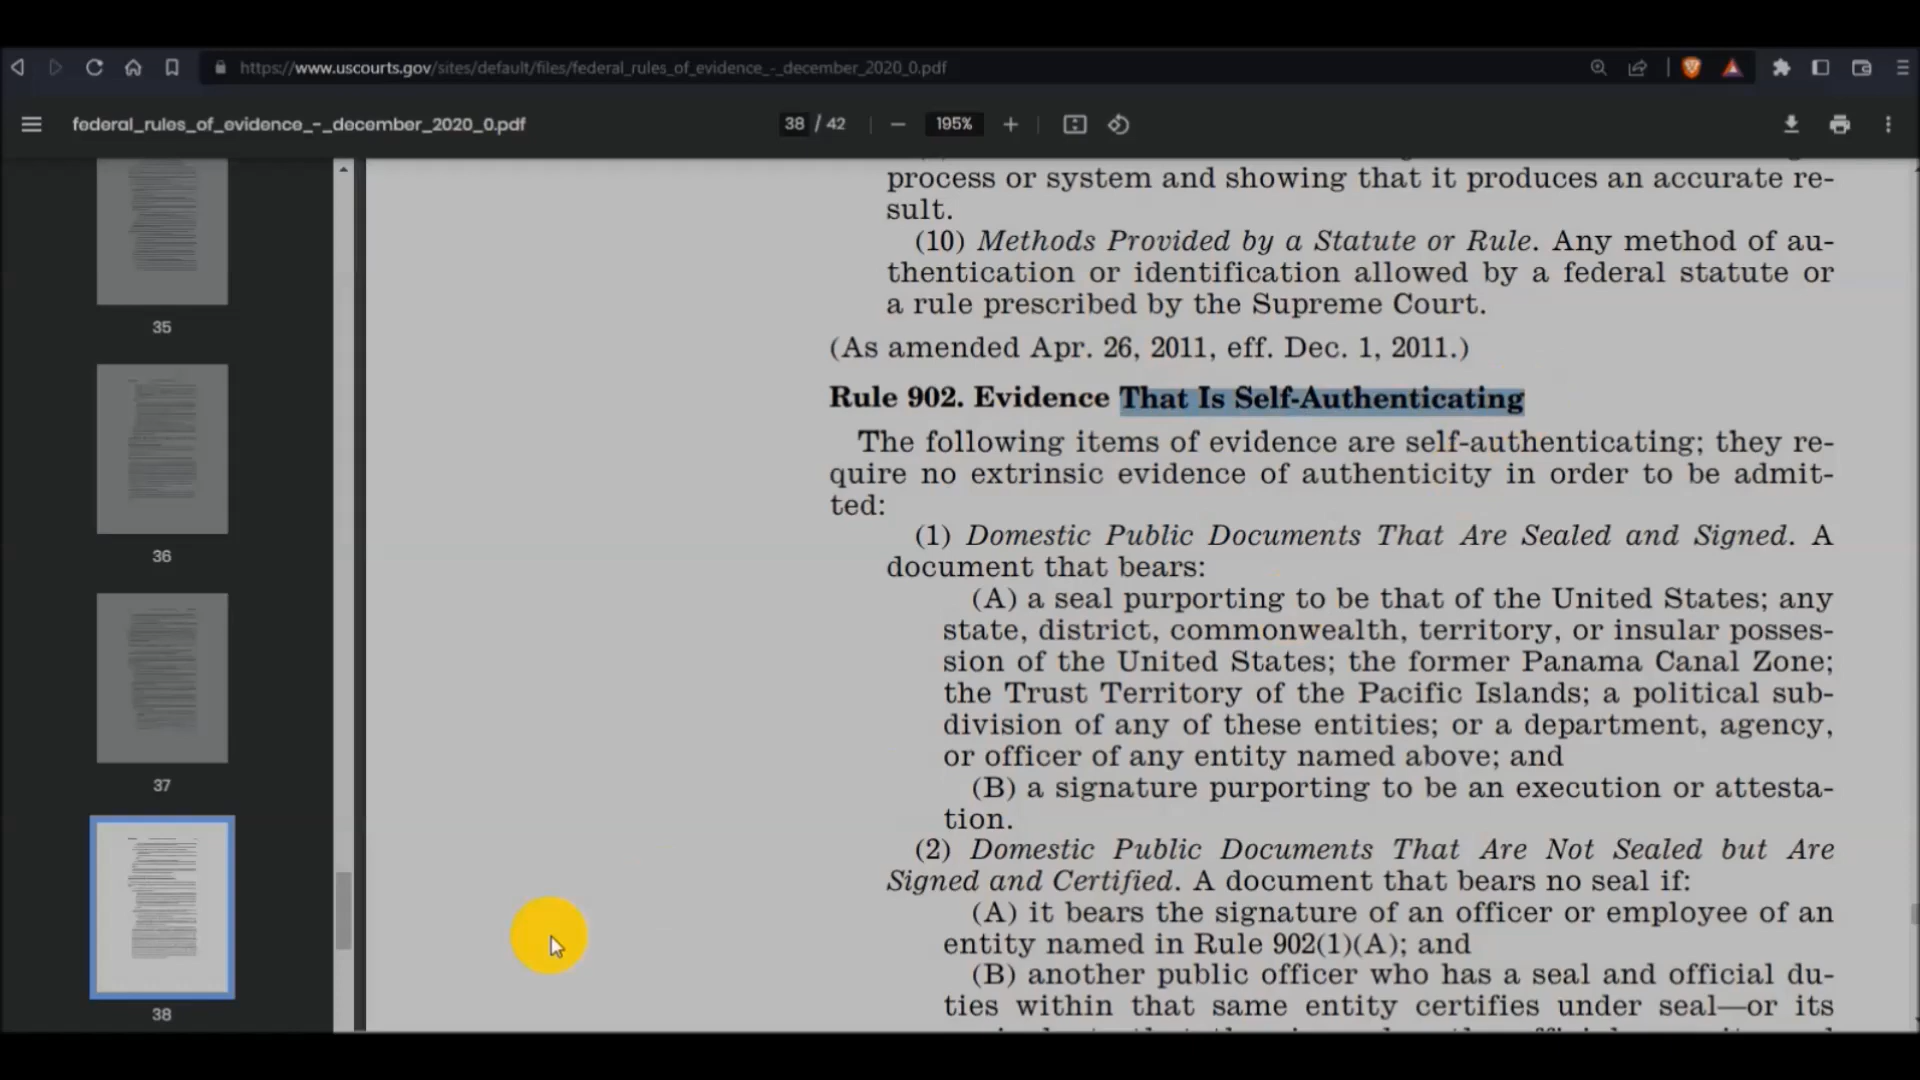 https://www.uscourts.gov/sites/default/files/federal_rules_of_evidence_-_december_2020_0.pdf
federal_rules_of_evidence_-_december_2020_0.pdf
38 / 42
195%
process or system and showing that it produces an accurate re-
sult.
(10) Methods Provided by a Statute or Rule. Any method of au-
thentication or identification allowed by a federal statute or
a rule prescribed by the Supreme Court.
(As amended Apr. 26, 2011, eff. Dec. 1, 2011.)
Rule 902. Evidence That Is Self-Authenticating
The following items of evidence are self-authenticating; they re-
quire no extrinsic evidence of authenticity in order to be admit-
ted:
(1) Domestic Public Documents That Are Sealed and Signed. A
document that bears:
(A) a seal purporting to be that of the United States; any
state, district, commonwealth, territory, or insular posses-
sion of the United States; the former Panama Canal Zone;
the Trust Territory of the Pacific Islands; a political sub-
division of any of these entities; or a department, agency,
or officer of any entity named above; and
(B) a signature purporting to be an execution or attesta-
tion.
(2) Domestic Public Documents That Are Not Sealed but Are
Signed and Certified. A document that bears no seal if:
(A) it bears the signature of an officer or employee of an
entity named in Rule 902(1)(A); and
(B) another public officer who has a seal and official du-
ties within that same entity certifies under seal—or its
35
36
37
38